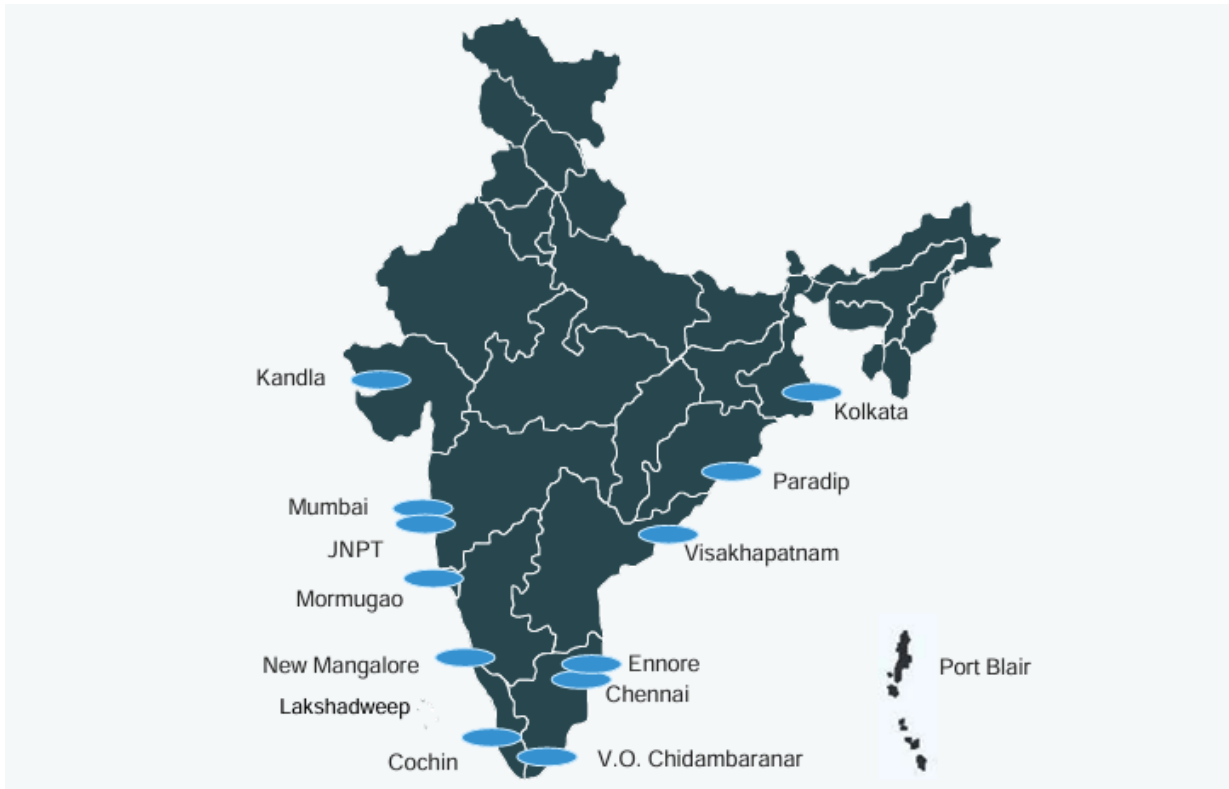 Kandla
Kolkata
Paradip
Mumbai
JNPT
Visakhapatnam
Mormugao
New Mangalore
Ennore
Port Blair
Chennai
Lakshadweep
Cochin
V.O. Chidambaranar